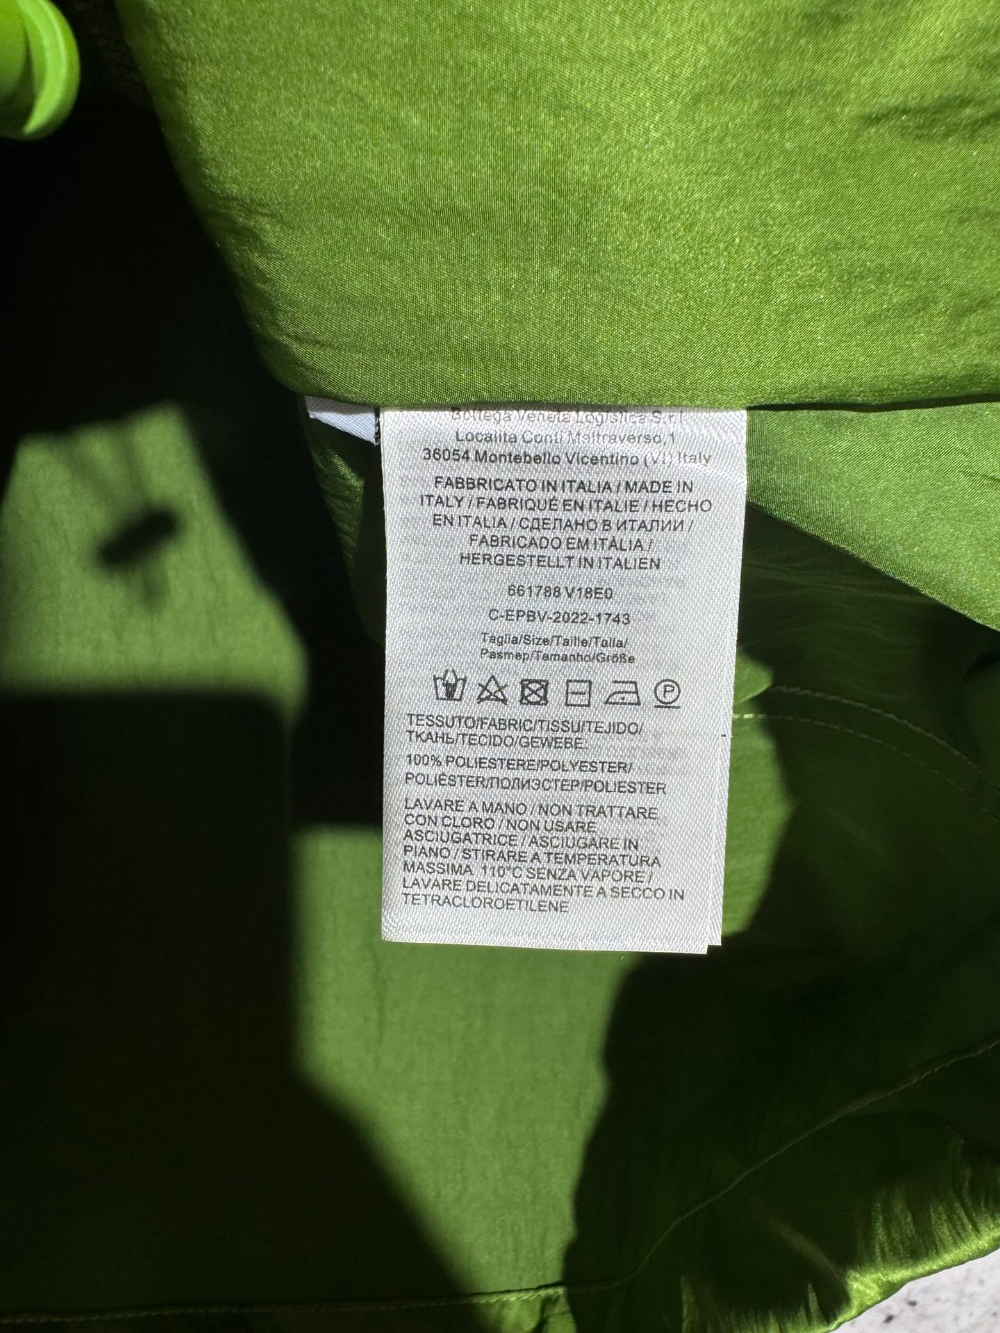 Bottega Veneta Logistica S.r.l
Localita Conti Maltraverso,1
36054 Montebello Vicentino (VI) Italy
FABBRICATO IN ITALIA / MADE IN
ITALY / FABRIQUÉ EN ITALIE / HECHO
EN ITALIA / СДЕЛАНО В ИТАЛИИ /
FABRICADO EM ITÁLIA /
HERGESTELLT IN ITALIEN
661788 V18E0
C-EPBV-2022-1743
Taglia/Size/Taille/Talla/
Размер/Tamanho/Größe
P
TESSUTO/FABRIC/TISSU/TEJIDO/
ТКАНЬ/TECIDO/GEWEBE:
100% POLIESTERE/POLYESTER/
POLIÉSTER/ПОЛИЭСТЕР/POLIESTER
LAVARE A MANO / NON TRATTARE
CON CLORO / NON USARE
ASCIUGATRICE / ASCIUGARE IN
PIANO / STIRARE A TEMPERATURA
MASSIMA 110°C SENZA VAPORE /
LAVARE DELICATAMENTE A SECCO IN
TETRACLOROETILENE